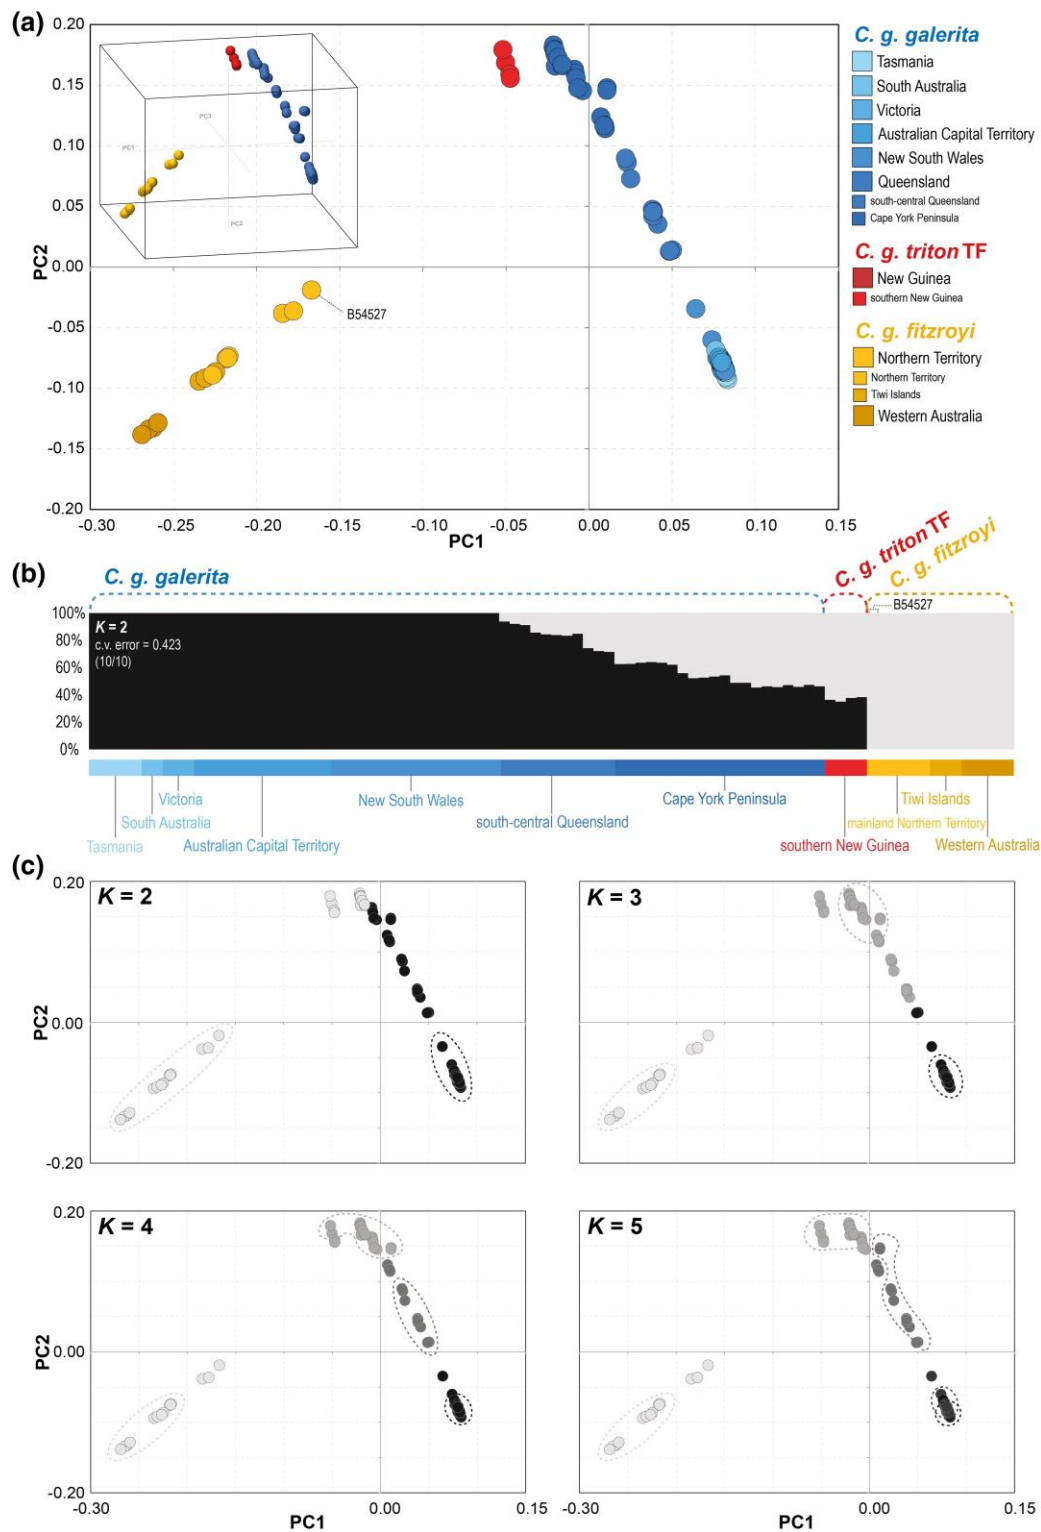 (a)
0.20
0.15
0.10
0.05
0.00
-0.05
-0.10
-0.15
-0.20
PC2
PC3
PC1
PC2
B54527
-0.30
-0.25
-0.20
-0.15
-0.10
-0.05
0.00
0.05
0.10
0.15
PC1
C. g. galerita
Tasmania
South Australia
Victoria
Australian Capital Territory
New South Wales
Queensland
south-central Queensland
Cape York Peninsula
C. g. triton TF
New Guinea
southern New Guinea
C. g. fitzroyi
Northern Territory
Northern Territory
Tiwi Islands
Western Australia
(b)
C. g. galerita
C. g. triton TF
C. g. fitzroyi
B54527
100%
80%
60%
40%
20%
0%
K = 2
c.v. error = 0.423
(10/10)
Victoria
New South Wales
Cape York Peninsula
Tiwi Islands
South Australia
south-central Queensland
mainland Northern Territory
Tasmania
Australian Capital Territory
southern New Guinea
Western Australia
(c)
0.20
K = 2
K = 3
PC2
0.00
-0.20
0.20
K = 4
K = 5
PC2
0.00
-0.20
-0.30
0.00
0.15
-0.30
0.00
0.15
PC1
PC1